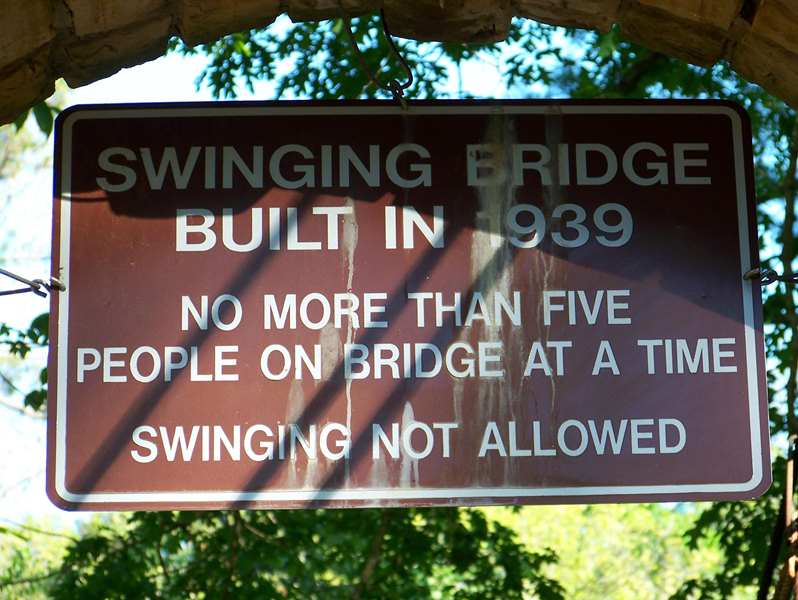 SWINGING BRIDGE
BUILT IN 1939
NO MORE THAN FIVE
PEOPLE ON BRIDGE AT A TIME
SWINGING NOT ALLOWED